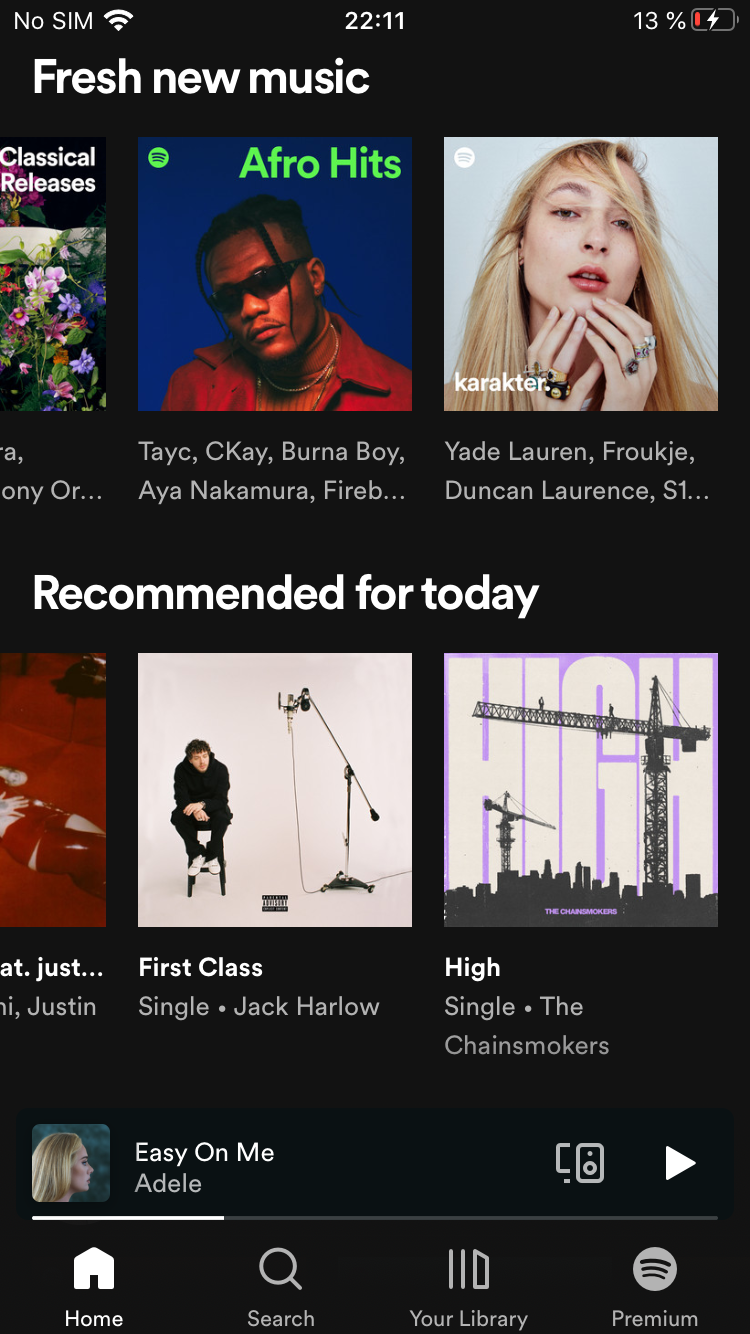 No SIM 22:11 13 %
Fresh new music
Classical
Releases
Afro Hits
karakter.
ra,
ony Or...
Tayc, CKay, Burna Boy,
Aya Nakamura, Fireb...
Yade Lauren, Froukje,
Duncan Laurence, S1...
Recommended for today
HIGH
THE CHAINSMOKERS
at. just...
ni, Justin
First Class
Single • Jack Harlow
High
Single • The
Chainsmokers
Easy On Me
Adele
Home
Search
Your Library
Premium